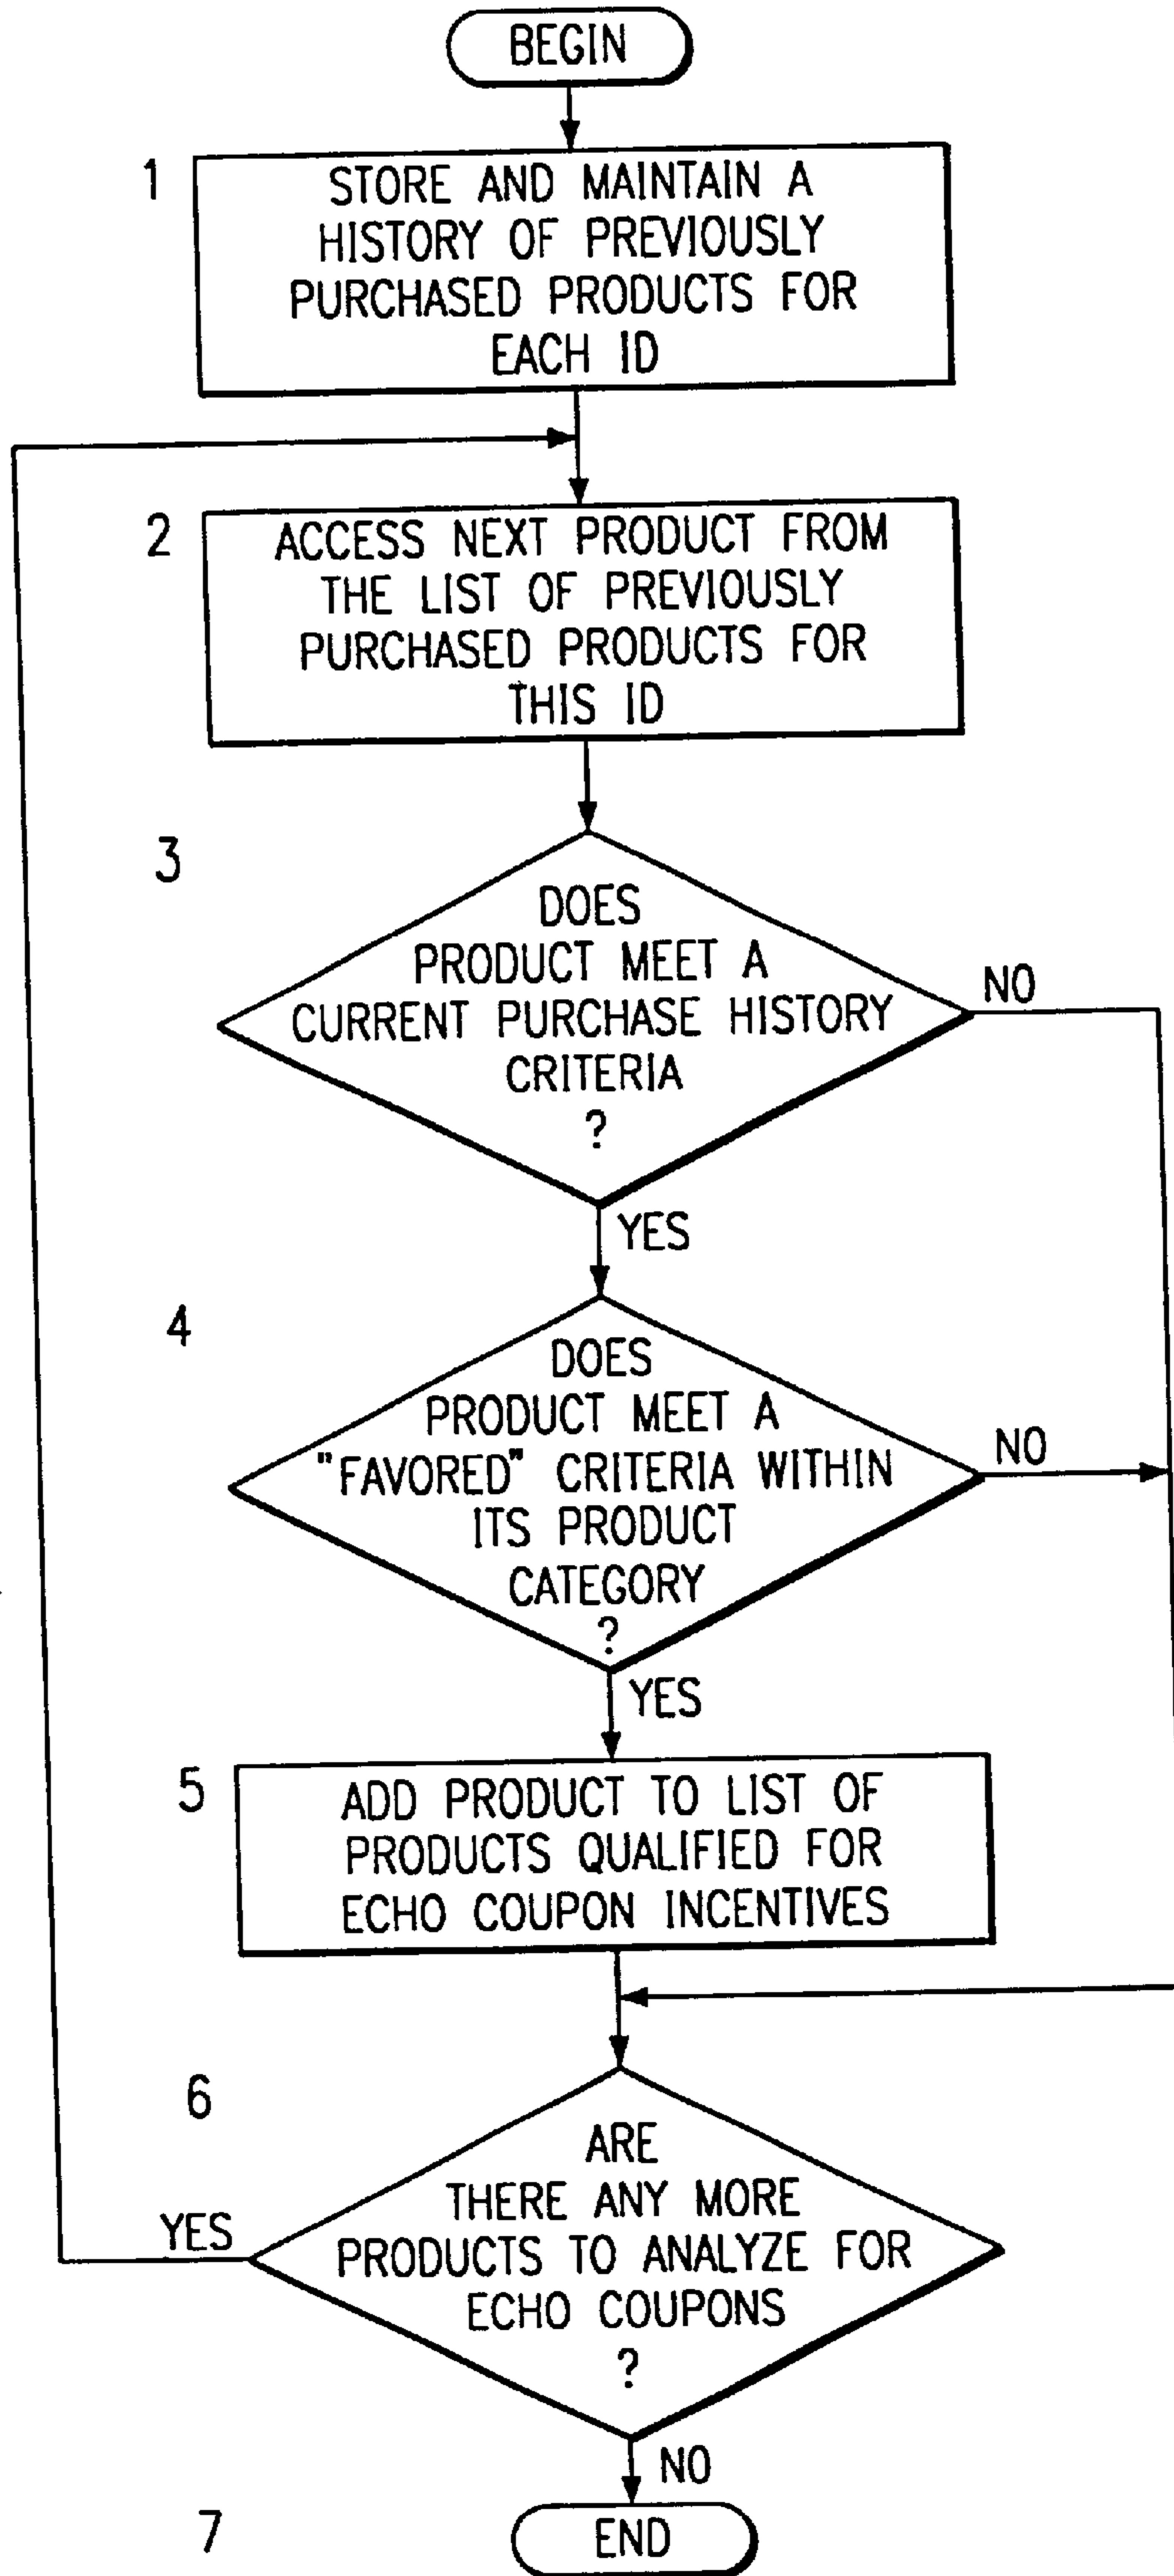 BEGIN
1
STORE AND MAINTAIN A
HISTORY OF PREVIOUSLY
PURCHASED PRODUCTS FOR
EACH ID
2
ACCESS NEXT PRODUCT FROM
THE LIST OF PREVIOUSLY
PURCHASED PRODUCTS FOR
THIS ID
3
DOES
PRODUCT MEET A
CURRENT PURCHASE HISTORY
CRITERIA
?
NO
YES
4
DOES
PRODUCT MEET A
"FAVORED" CRITERIA WITHIN
ITS PRODUCT
CATEGORY
?
NO
YES
5
ADD PRODUCT TO LIST OF
PRODUCTS QUALIFIED FOR
ECHO COUPON INCENTIVES
6
ARE
THERE ANY MORE
PRODUCTS TO ANALYZE FOR
ECHO COUPONS
?
YES
NO
7
END